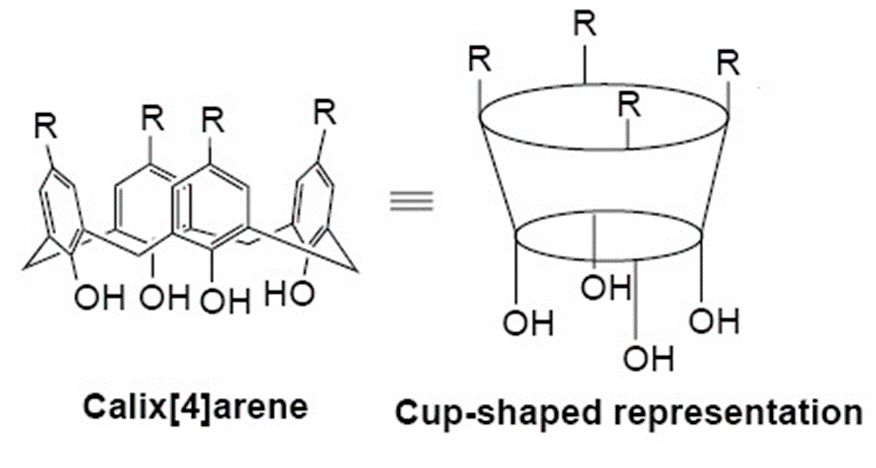 R R R R
OH OH OH HO
Calix[4]arene
R
R R
R
OH
OH OH
OH
Cup-shaped representation